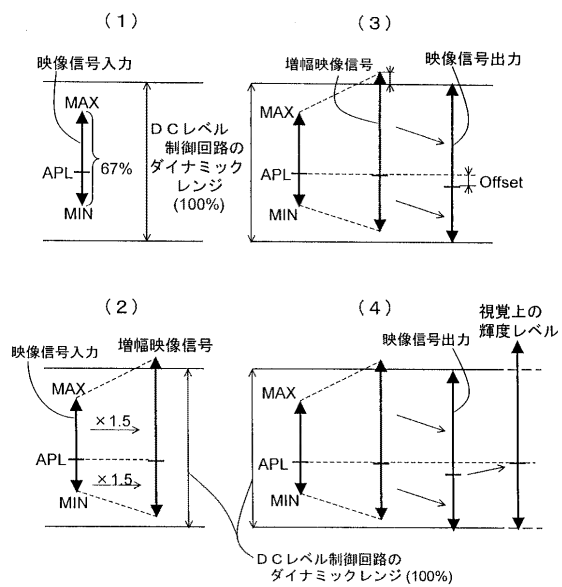 (1)
映像信号入力
MAX
APL
67%
MIN
DCレベル
制御回路の
ダイナミック
レンジ
(100%)
(3)
増幅映像信号
映像信号出力
MAX
APL
MIN
Offset
(2)
映像信号入力
増幅映像信号
MAX
×1.5
APL
×1.5
MIN
(4)
視覚上の
輝度レベル
映像信号出力
MAX
APL
MIN
DCレベル制御回路の
ダイナミックレンジ(100%)